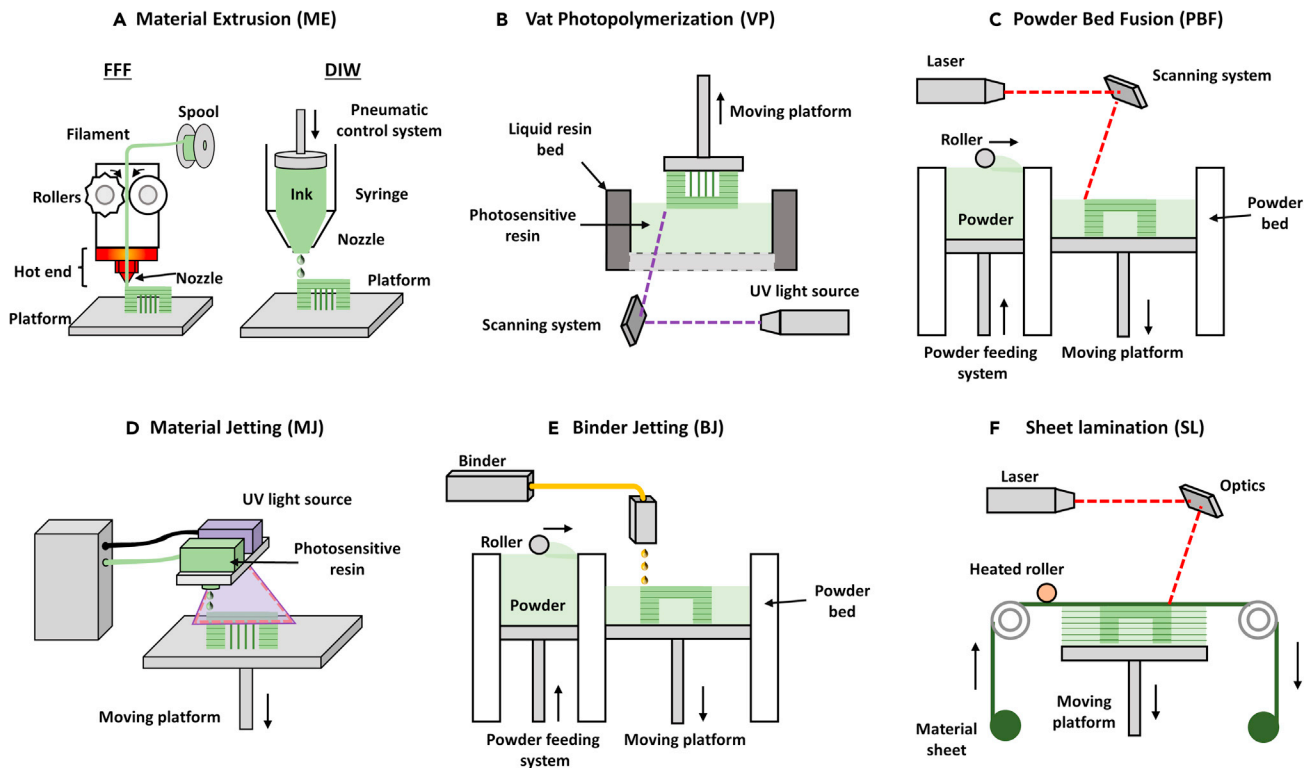 A Material Extrusion (ME)
FFF
DIW
Spool
Filament
Rollers
Hot end
Nozzle
Platform
Pneumatic
control system
Ink
Syringe
Nozzle
Platform
B Vat Photopolymerization (VP)
Moving platform
Liquid resin
bed
Photosensitive
resin
UV light source
Scanning system
C Powder Bed Fusion (PBF)
Laser
Scanning system
Roller
Powder
Powder
bed
Powder feeding
system
Moving platform
D Material Jetting (MJ)
UV light source
Photosensitive
resin
Moving platform
E Binder Jetting (BJ)
Binder
Roller
Powder
Powder
bed
Powder feeding
system
Moving platform
F Sheet lamination (SL)
Laser
Optics
Heated roller
Moving
platform
Material
sheet